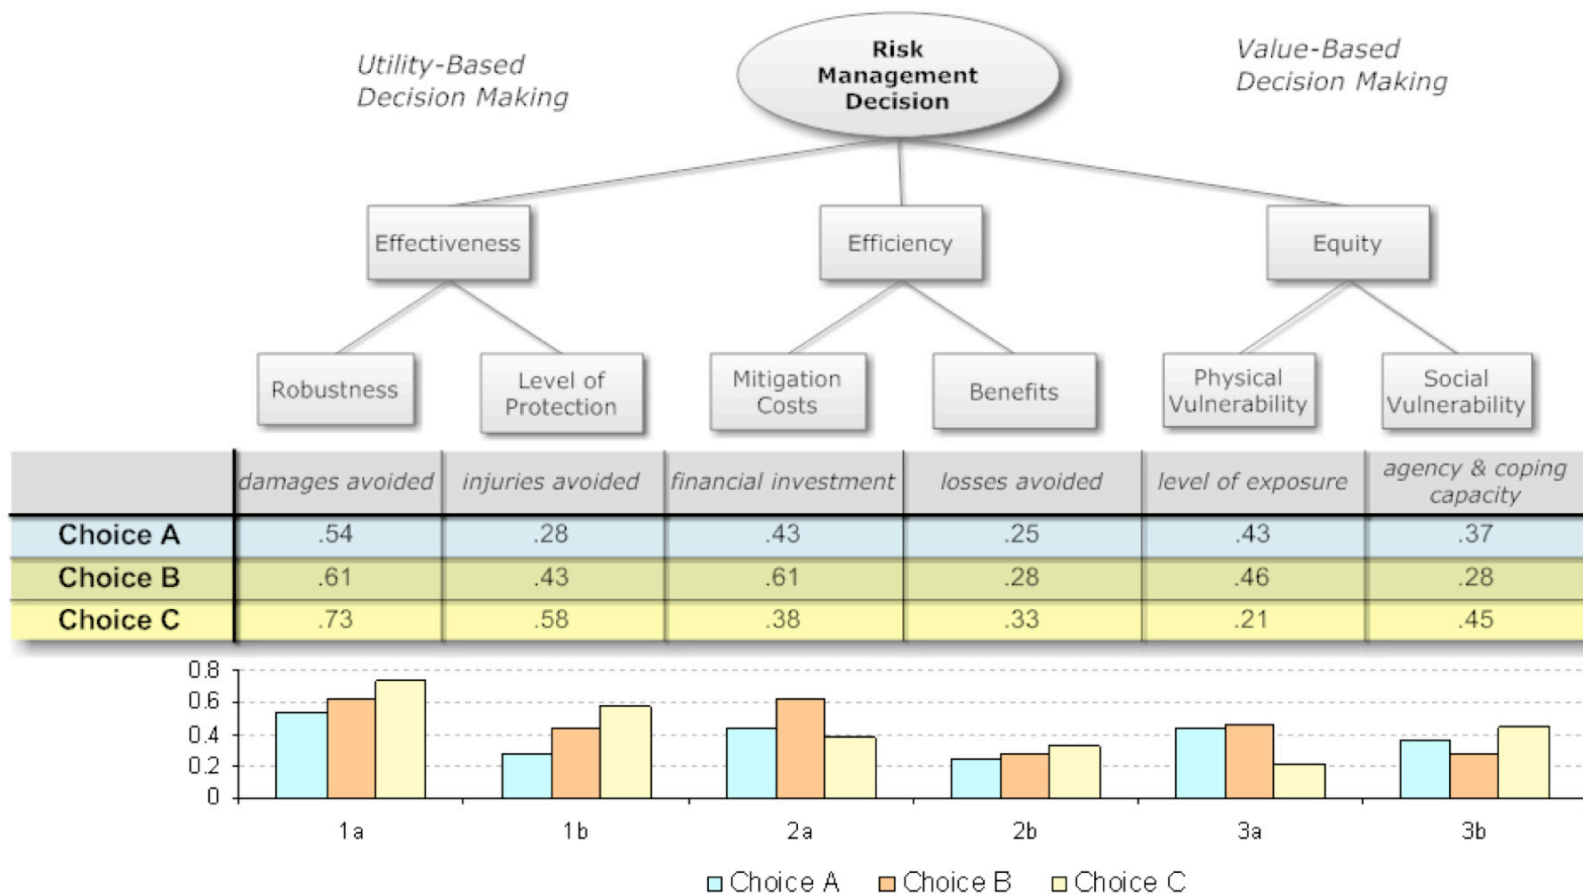 Utility-Based
Decision Making
Risk
Management
Decision
Value-Based
Decision Making
Effectiveness
Efficiency
Equity
Robustness
Level of
Protection
Mitigation
Costs
Benefits
Physical
Vulnerability
Social
Vulnerability
damages avoided injuries avoided financial investment losses avoided level of exposure agency & coping
capacity
Choice A .54 .28 .43 .25 .43 .37
Choice B .61 .43 .61 .28 .46 .28
Choice C .73 .58 .38 .33 .21 .45
0.8
0.6
0.4
0.2
0
1a 1b 2a 2b 3a 3b
Choice A Choice B Choice C